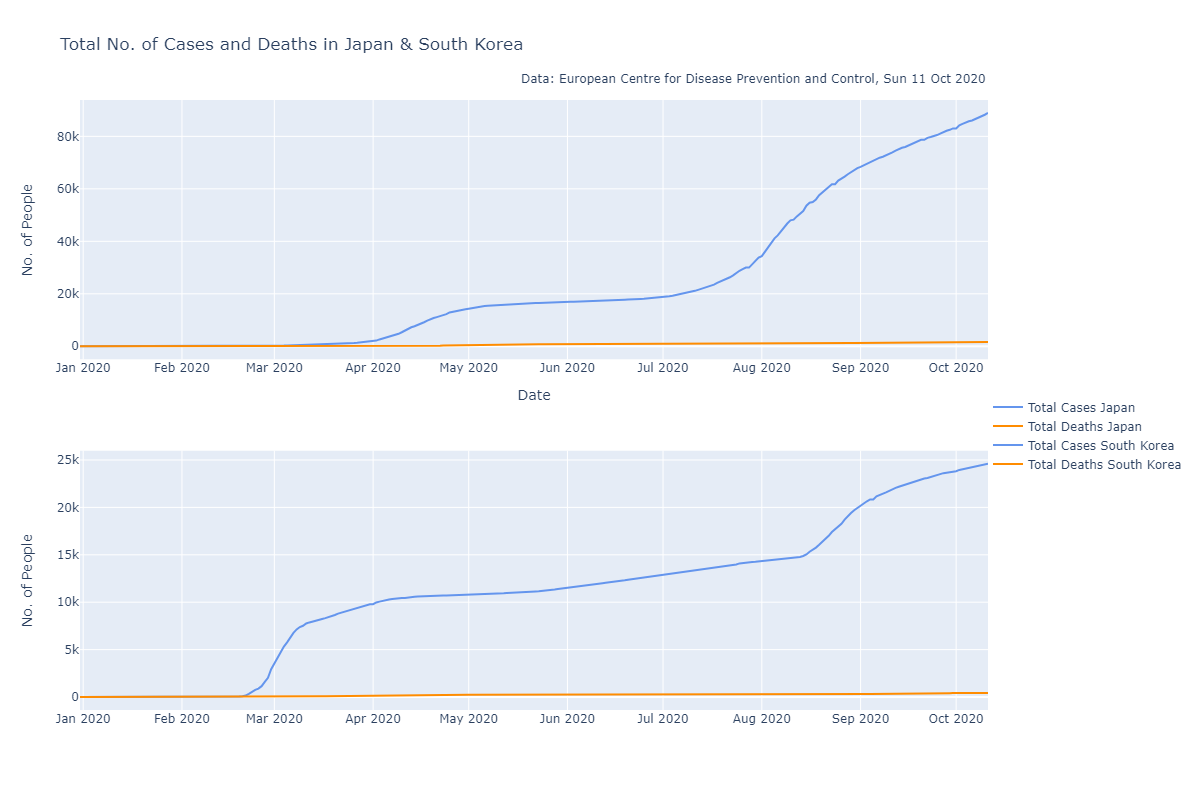 Total No. of Cases and Deaths in Japan & South Korea
Data: European Centre for Disease Prevention and Control, Sun 11 Oct 2020
No. of People
80k
60k
40k
20k
0
Jan 2020 Feb 2020 Mar 2020 Apr 2020 May 2020 Jun 2020 Jul 2020 Aug 2020 Sep 2020 Oct 2020
Date
Total Cases Japan
Total Deaths Japan
Total Cases South Korea
Total Deaths South Korea
No. of People
25k
20k
15k
10k
5k
0
Jan 2020 Feb 2020 Mar 2020 Apr 2020 May 2020 Jun 2020 Jul 2020 Aug 2020 Sep 2020 Oct 2020